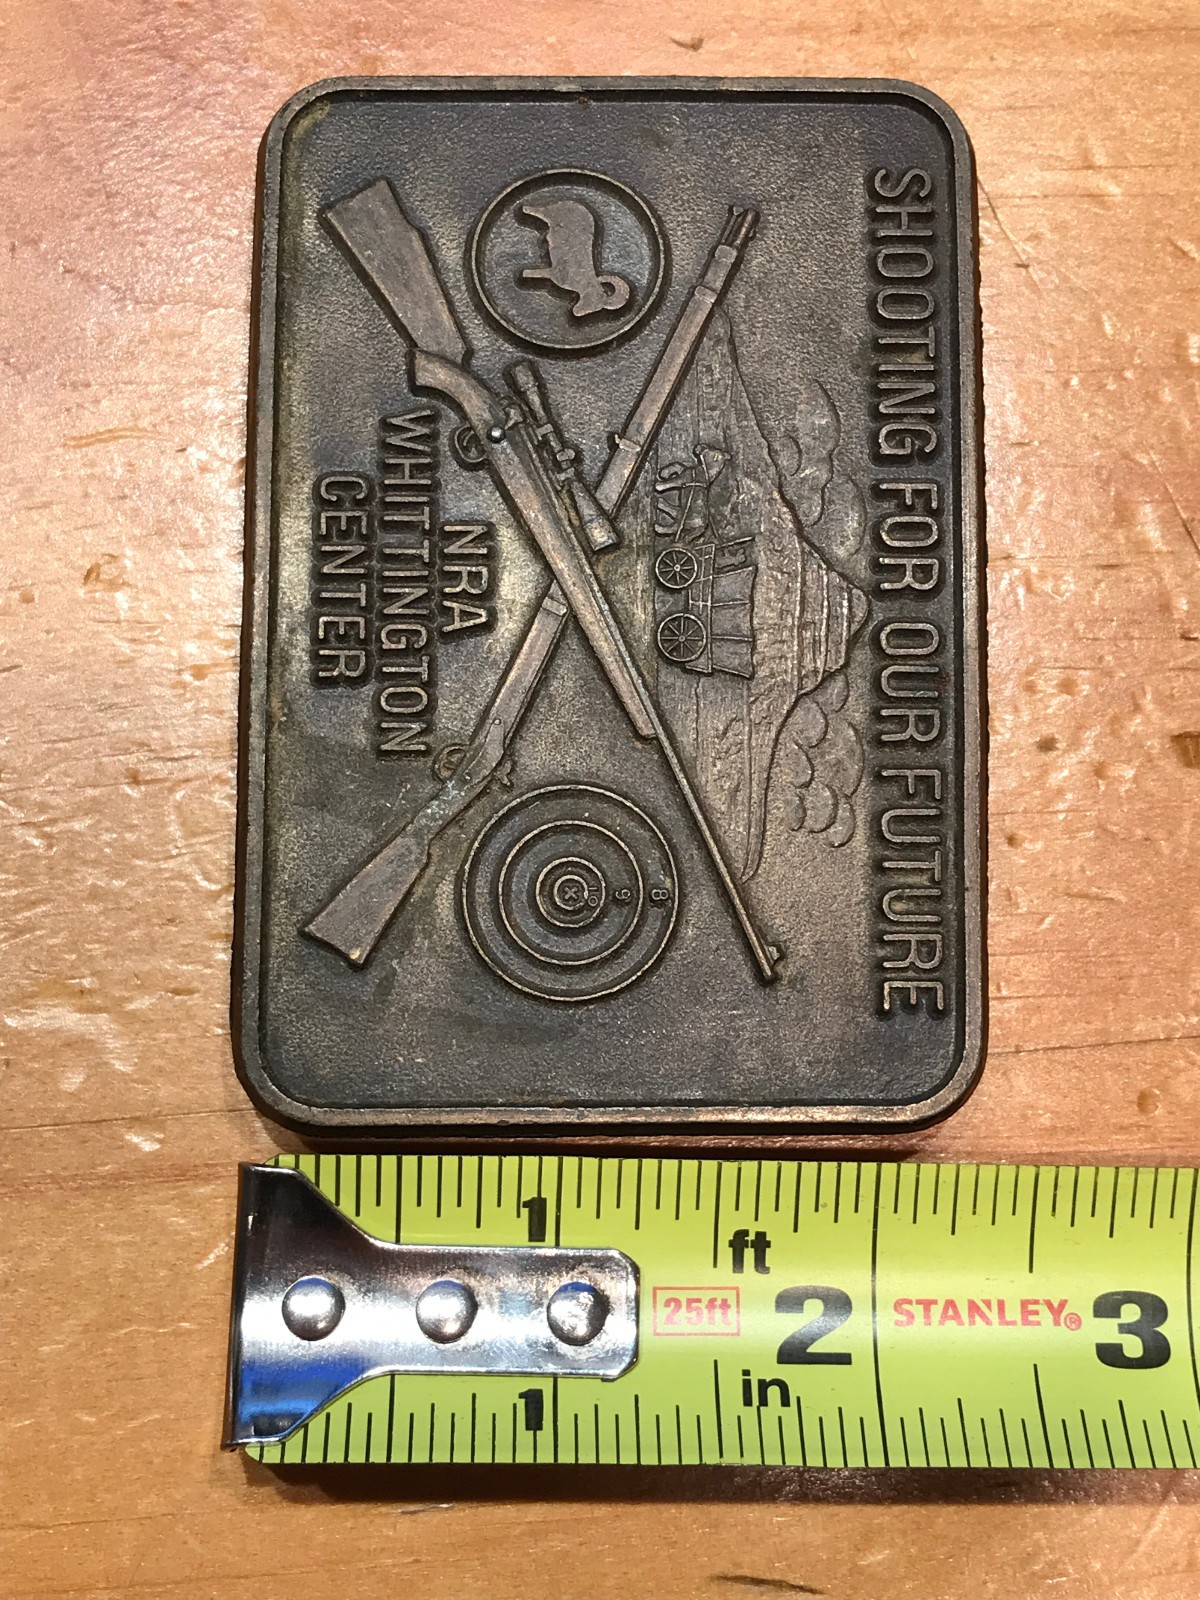 SHOOTING FOR OUR FUTURE
8
9
10
X
NRA
WHITTINGTON
CENTER
1
ft
25ft
2
STANLEY®
3
in
1